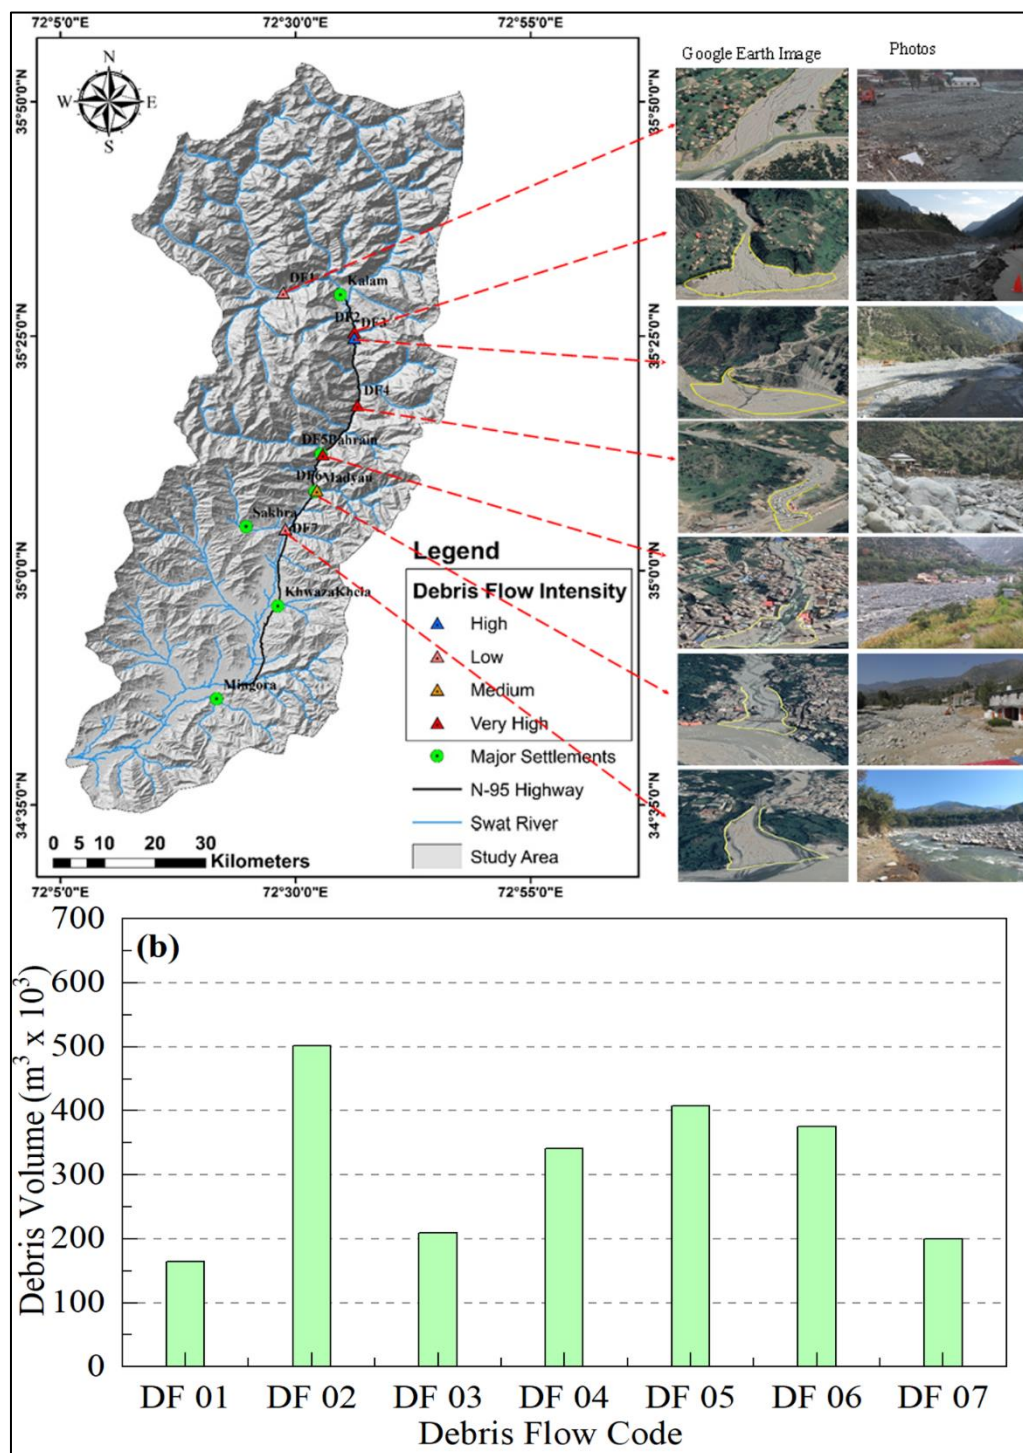 72°5'0"E 72°30'0"E 72°55'0"E
Google Earth Image Photos
N
W E
S
35°50'0"N 35°50'0"N
DF1
Kalam
DF2
DF3
35°25'0"N 35°25'0"N
DF4
DF5Bahrain
DF6 Madyan
Sakhra
DF7
35°0'0"N 35°0'0"N
KhwazaKhela
Mingora
34°35'0"N 34°35'0"N
Legend
Debris Flow Intensity
High
Low
Medium
Very High
Major Settlements
N-95 Highway
Swat River
Study Area
0 5 10 20 30
Kilometers
72°5'0"E 72°30'0"E 72°55'0"E
(b)
Debris Volume (m³ x 10³)
700
600
500
400
300
200
100
0
DF 01 DF 02 DF 03 DF 04 DF 05 DF 06 DF 07
Debris Flow Code